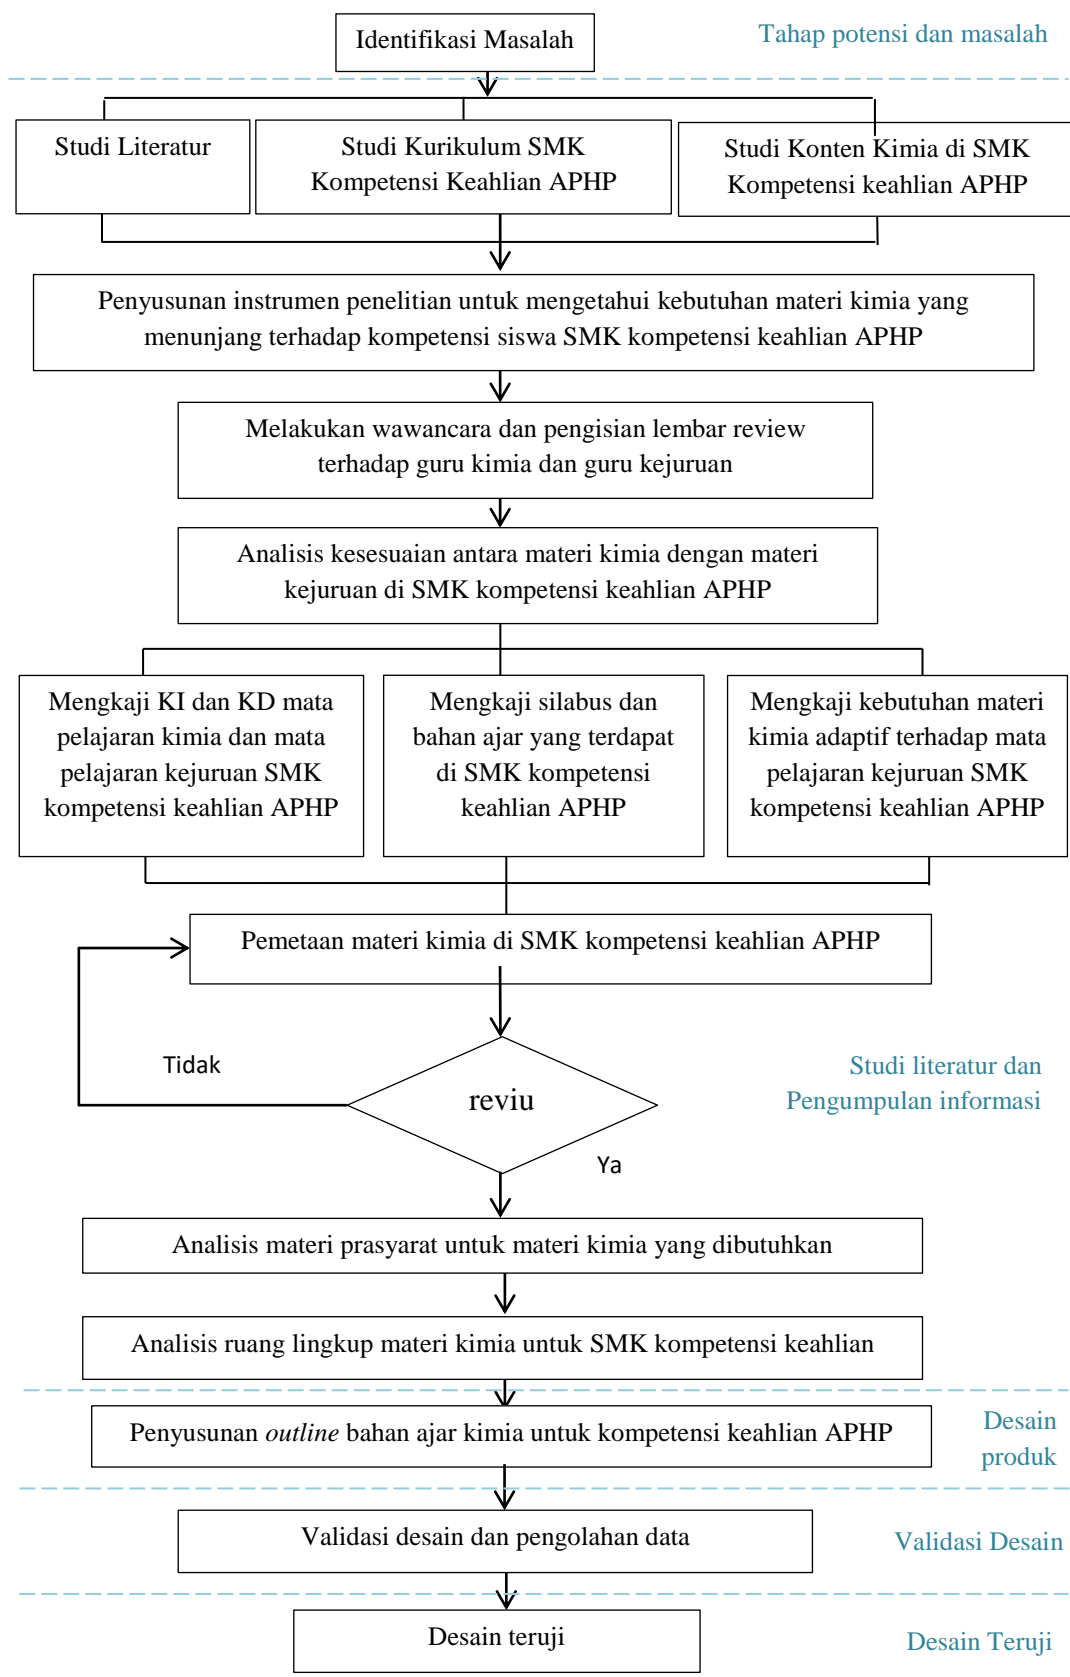 Identifikasi Masalah
Tahap potensi dan masalah
Studi Literatur
Studi Kurikulum SMK
Kompetensi Keahlian APHP
Studi Konten Kimia di SMK
Kompetensi keahlian APHP
Penyusunan instrumen penelitian untuk mengetahui kebutuhan materi kimia yang
menunjang terhadap kompetensi siswa SMK kompetensi keahlian APHP
Melakukan wawancara dan pengisian lembar review
terhadap guru kimia dan guru kejuruan
Analisis kesesuaian antara materi kimia dengan materi
kejuruan di SMK kompetensi keahlian APHP
Mengkaji KI dan KD mata
pelajaran kimia dan mata
pelajaran kejuruan SMK
kompetensi keahlian APHP
Mengkaji silabus dan
bahan ajar yang terdapat
di SMK kompetensi
keahlian APHP
Mengkaji kebutuhan materi
kimia adaptif terhadap mata
pelajaran kejuruan SMK
kompetensi keahlian APHP
Pemetaan materi kimia di SMK kompetensi keahlian APHP
Tidak
reviu
Ya
Studi literatur dan
Pengumpulan informasi
Analisis materi prasyarat untuk materi kimia yang dibutuhkan
Analisis ruang lingkup materi kimia untuk SMK kompetensi keahlian
Penyusunan outline bahan ajar kimia untuk kompetensi keahlian APHP
Desain
produk
Validasi desain dan pengolahan data
Validasi Desain
Desain teruji
Desain Teruji